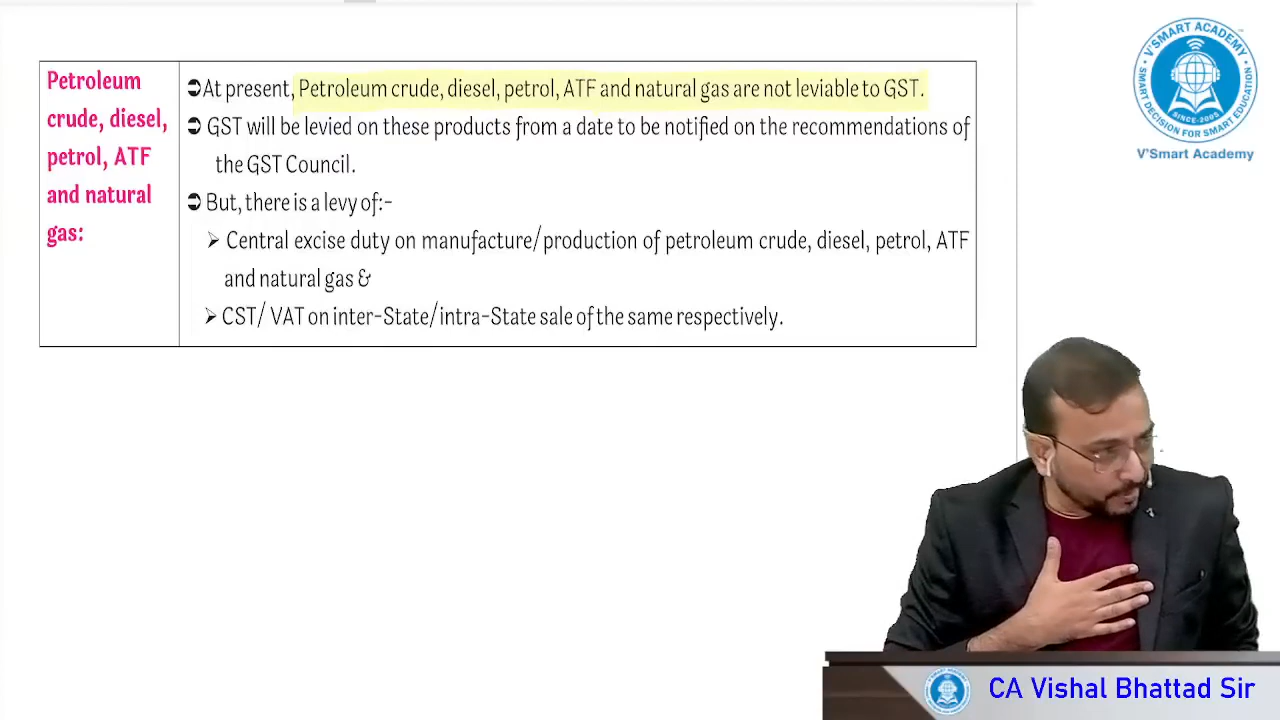 Petroleum
crude, diesel,
petrol, ATF
and natural
gas:
➲At present, Petroleum crude, diesel, petrol, ATF and natural gas are not leviable to GST.
➲ GST will be levied on these products from a date to be notified on the recommendations of
the GST Council.
➲ But, there is a levy of:-
➢ Central excise duty on manufacture/production of petroleum crude, diesel, petrol, ATF
and natural gas &
➢ CST/ VAT on inter-State/intra-State sale of the same respectively.
V'SMART ACADEMY
SINCE-2005
SMART DECISION FOR SMART EDUCATION
V'Smart Academy
CA Vishal Bhattad Sir